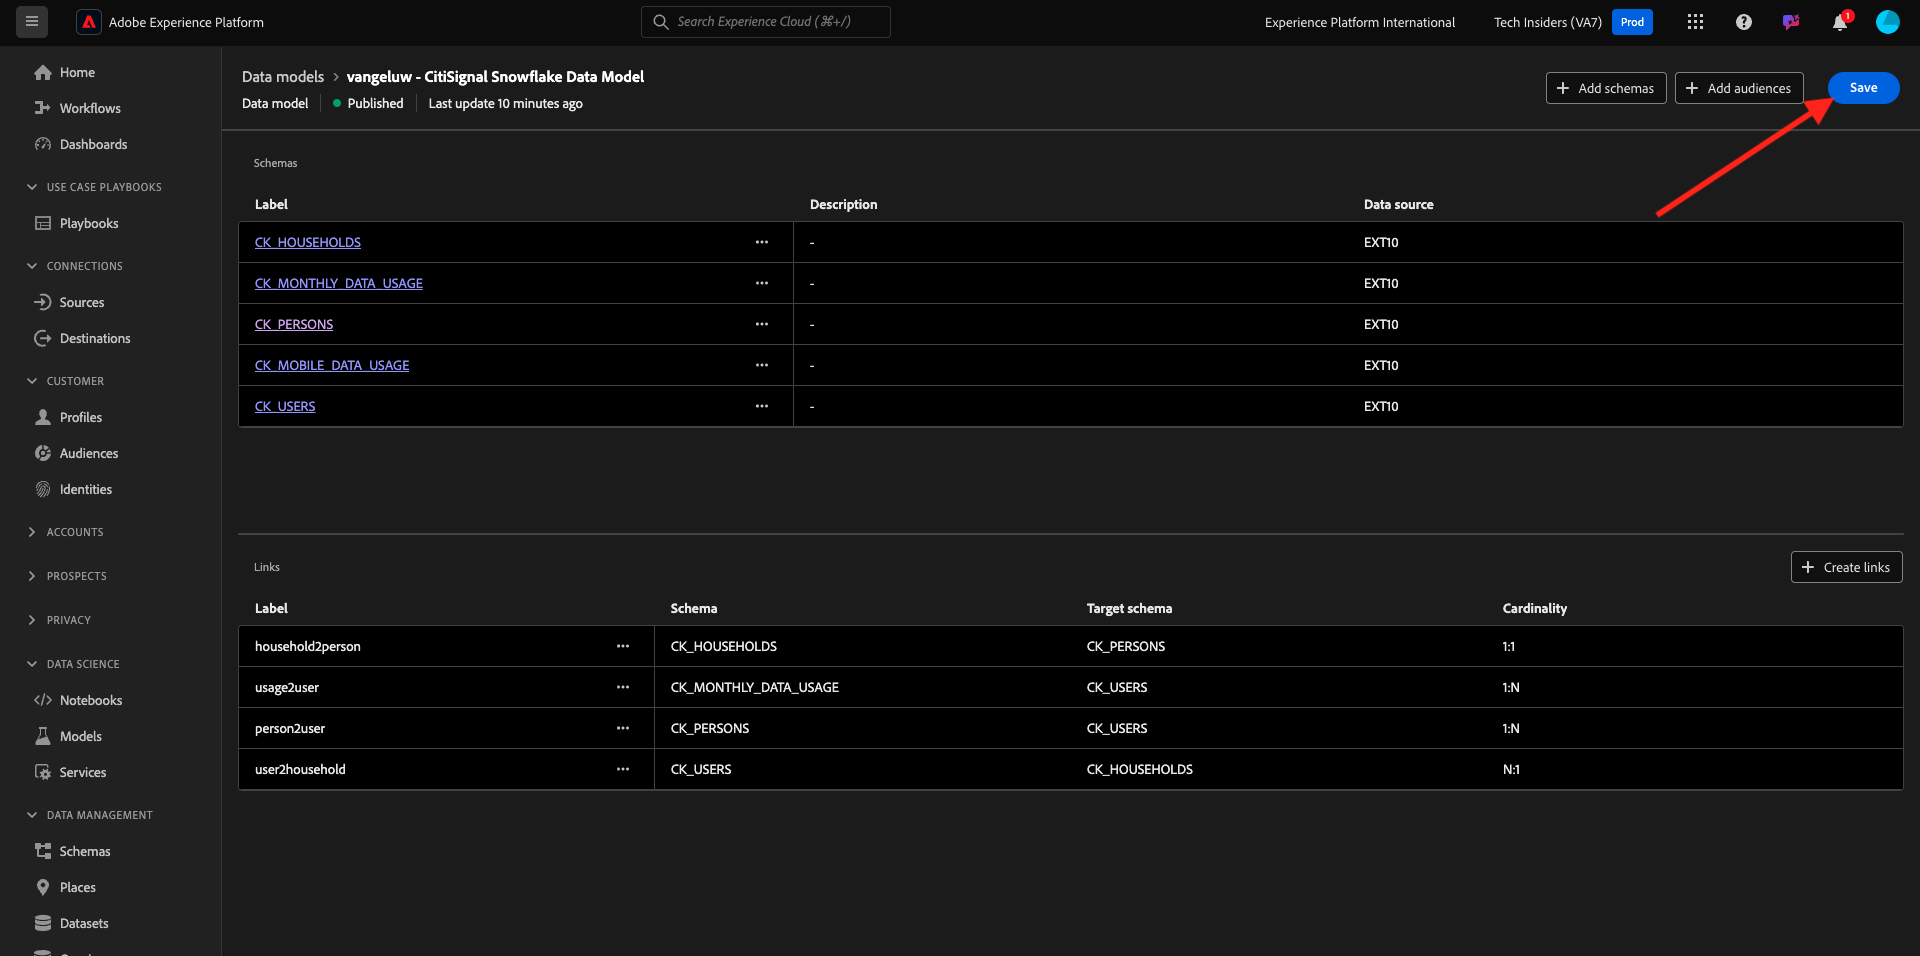 Adobe Experience Platform
Search Experience Cloud (⌘+/)
Experience Platform International
Tech Insiders (VA7)
Prod
1
Home
Workflows
Dashboards
USE CASE PLAYBOOKS
Playbooks
CONNECTIONS
Sources
Destinations
CUSTOMER
Profiles
Audiences
Identities
ACCOUNTS
PROSPECTS
PRIVACY
DATA SCIENCE
Notebooks
Models
Services
DATA MANAGEMENT
Schemas
Places
Datasets
Data models > vangeluw - CitiSignal Snowflake Data Model
Data model Published Last update 10 minutes ago
+ Add schemas
+ Add audiences
Save
Schemas
Label Description Data source
CK_HOUSEHOLDS - EXT10
CK_MONTHLY_DATA_USAGE - EXT10
CK_PERSONS - EXT10
CK_MOBILE_DATA_USAGE - EXT10
CK_USERS - EXT10
Links
+ Create links
Label Schema Target schema Cardinality
household2person CK_HOUSEHOLDS CK_PERSONS 1:1
usage2user CK_MONTHLY_DATA_USAGE CK_USERS 1:N
person2user CK_PERSONS CK_USERS 1:N
user2household CK_USERS CK_HOUSEHOLDS N:1